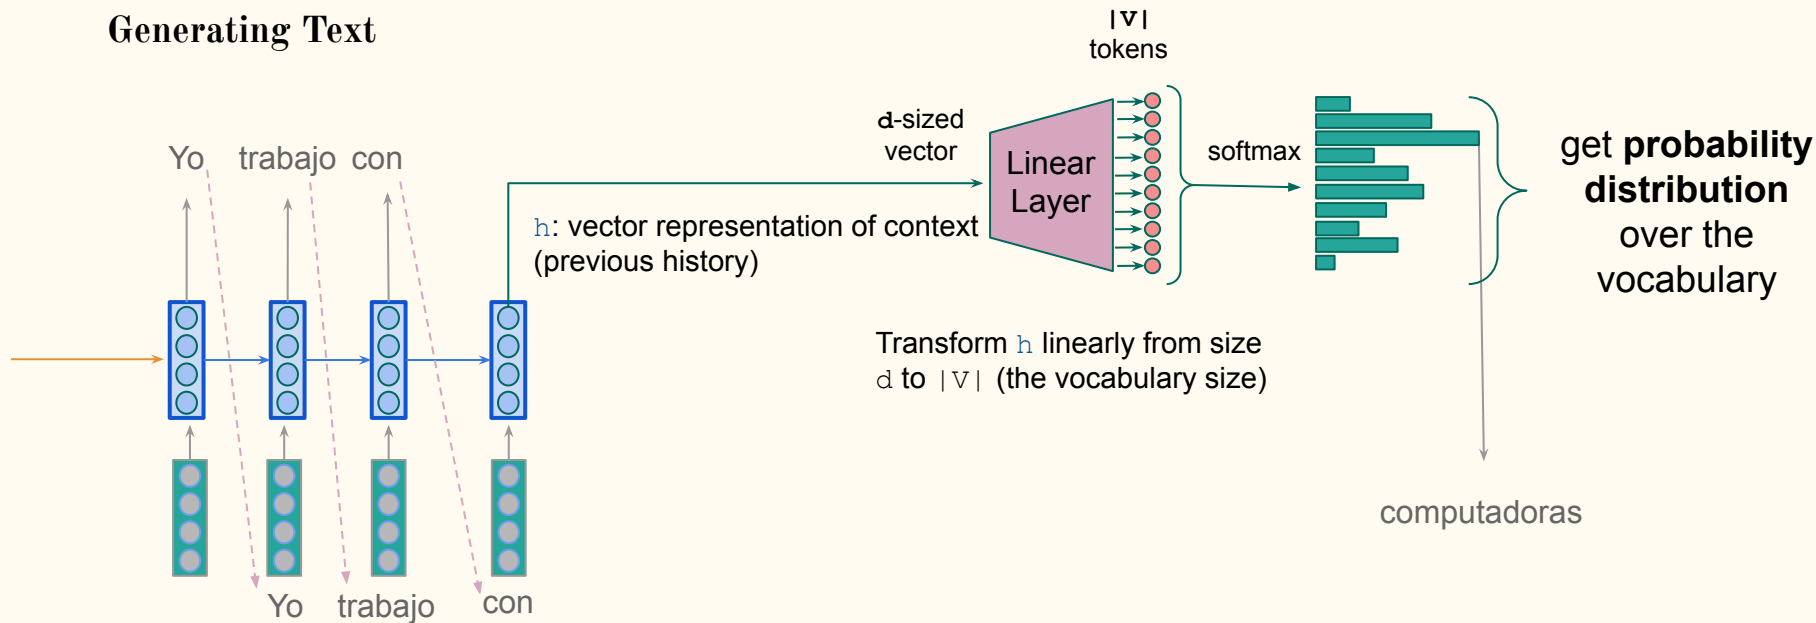 Generating Text
|V|
tokens
d-sized
vector
Linear
Layer
softmax
get probability
distribution
over the
vocabulary
Yo
trabajo
con
h: vector representation of context
(previous history)
Transform h linearly from size
d to |V| (the vocabulary size)
computadoras
Yo
trabajo
con